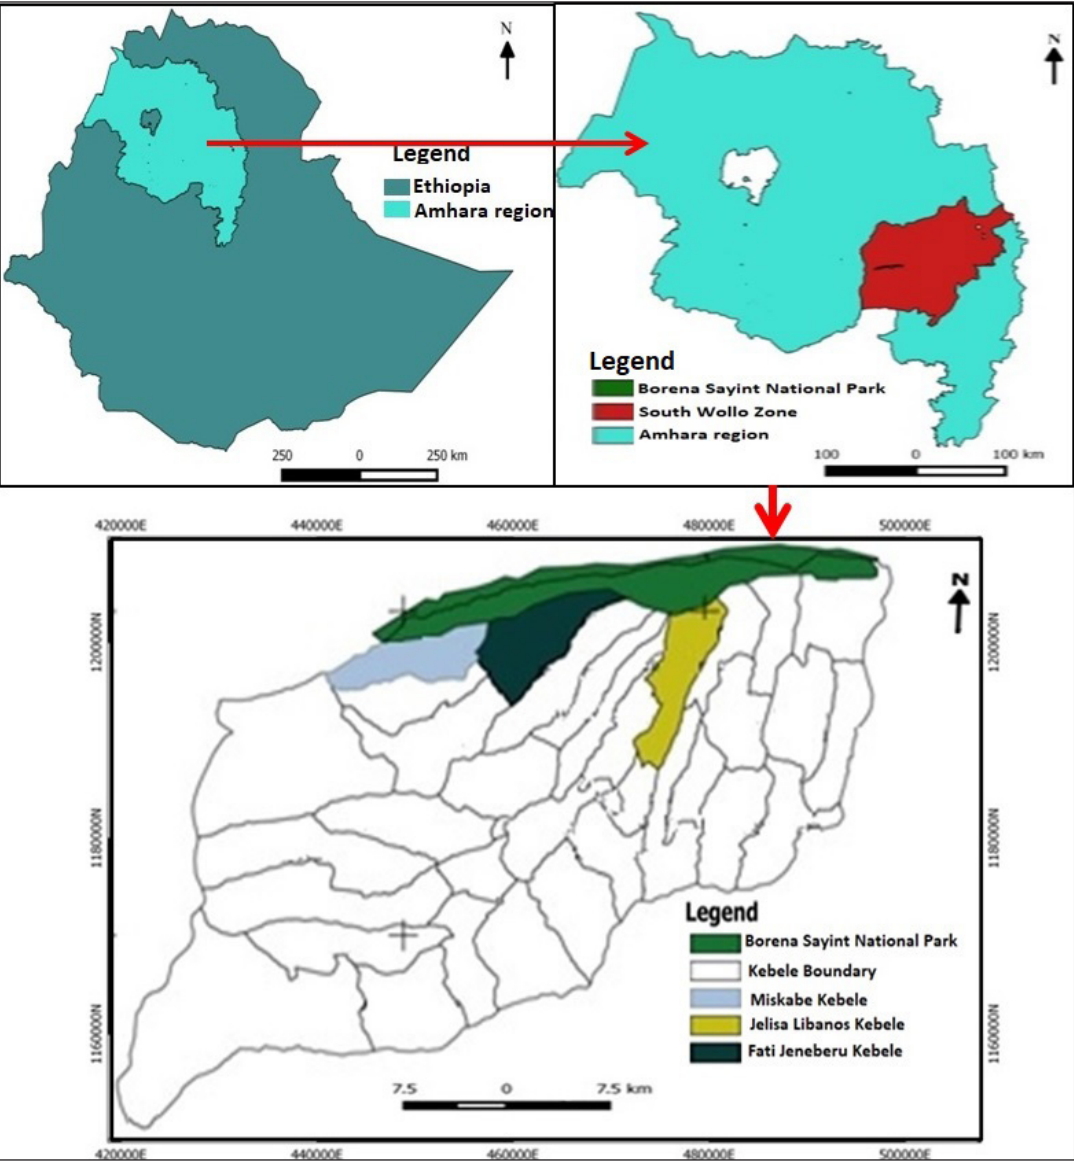 N
Legend
Ethiopia
Amhara region
250 0 250 km
N
Legend
Borena Sayint National Park
South Wollo Zone
Amhara region
100 0 100 km
420000E 440000E 460000E 480000E 500000E
N
1200000N 1200000N
1180000N 1180000N
1160000N 1160000N
Legend
Borena Sayint National Park
Kebele Boundary
Miskabe Kebele
Jelisa Libanos Kebele
Fati Jeneberu Kebele
7.5 0 7.5 km
420000E 440000E 460000E 480000E 500000E